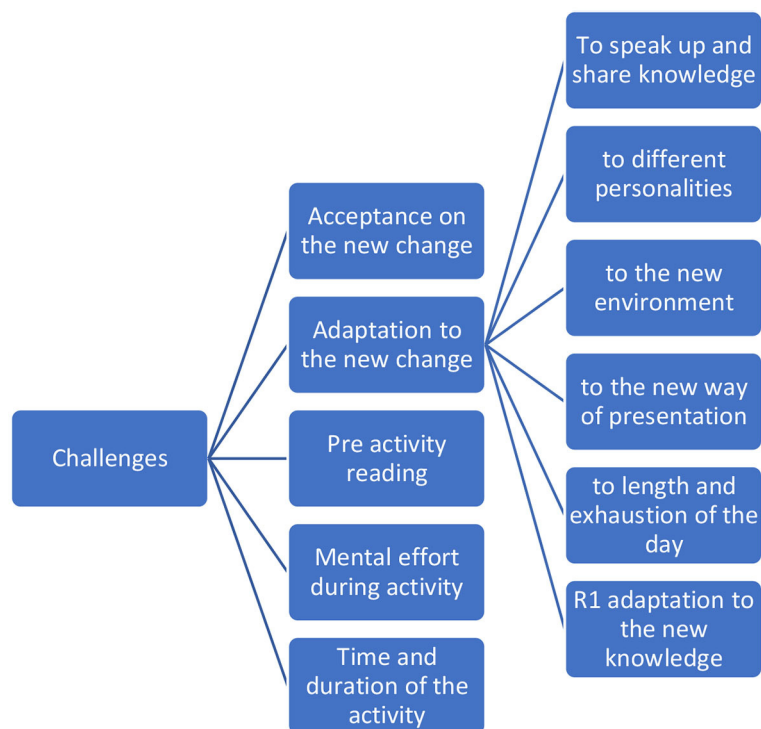 Challenges
Acceptance on
the new change
Adaptation to
the new change
Pre activity
reading
Mental effort
during activity
Time and
duration of the
activity
To speak up and
share knowledge
to different
personalities
to the new
environment
to the new way
of presentation
to length and
exhaustion of the
day
R1 adaptation to
the new
knowledge